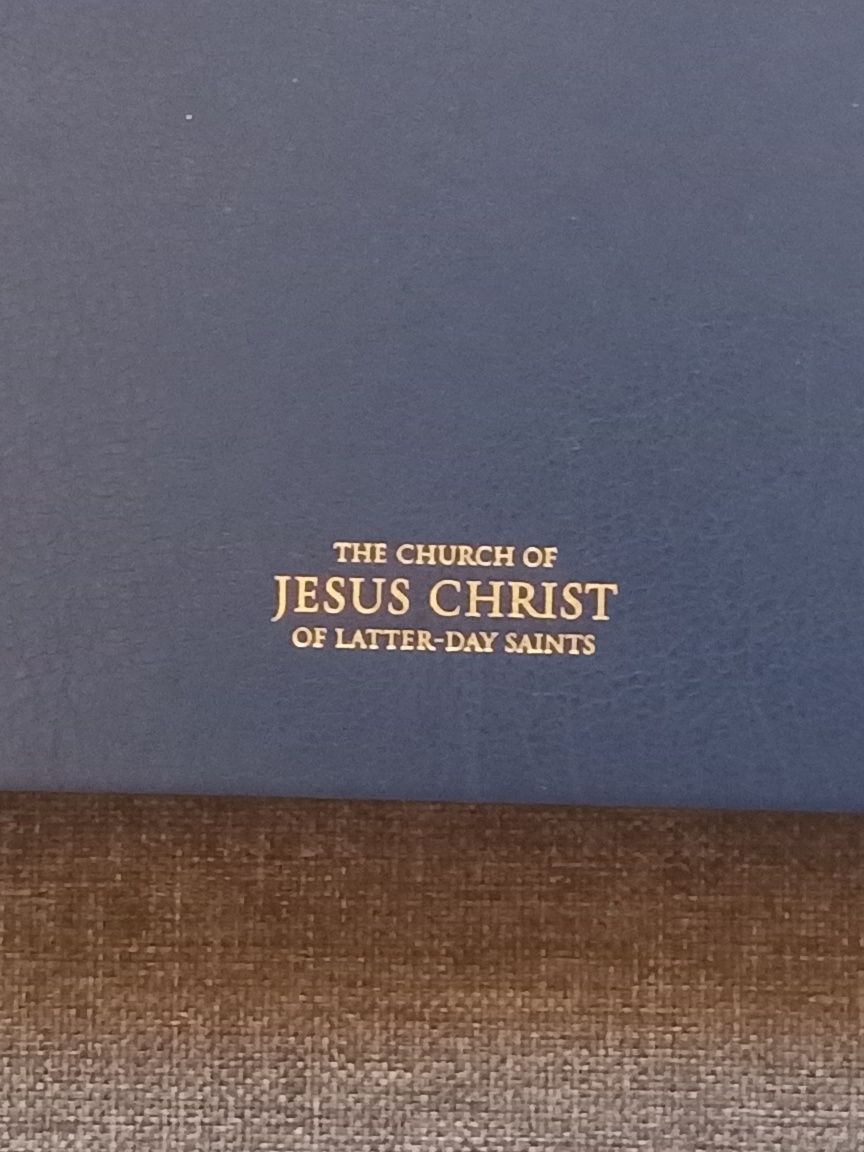 THE CHURCH OF
JESUS CHRIST
OF LATTER-DAY SAINTS